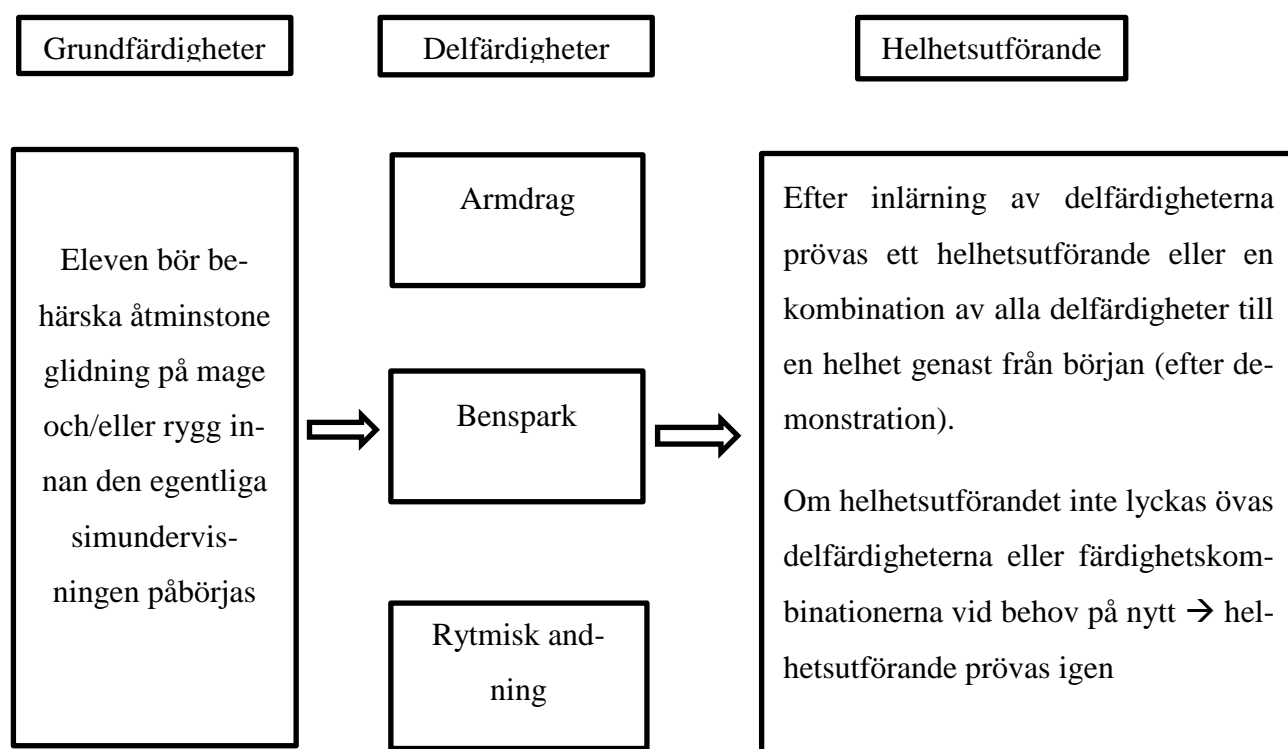 Grundfärdigheter
Delfärdigheter
Helhetsutförande
Eleven bör be-
härska åtminstone
glidning på mage
och/eller rygg in-
nan den egentliga
simundervis-
ningen påbörjas
Armdrag
Benspark
Rytmisk and-
ning
Efter inlärning av delfärdigheterna
prövas ett helhetsutförande eller en
kombination av alla delfärdigheter till
en helhet genast från början (efter de-
monstration).
Om helhetsutförandet inte lyckas övas
delfärdigheterna eller färdighetskom-
binationerna vid behov på nytt → hel-
hetsutförande prövas igen